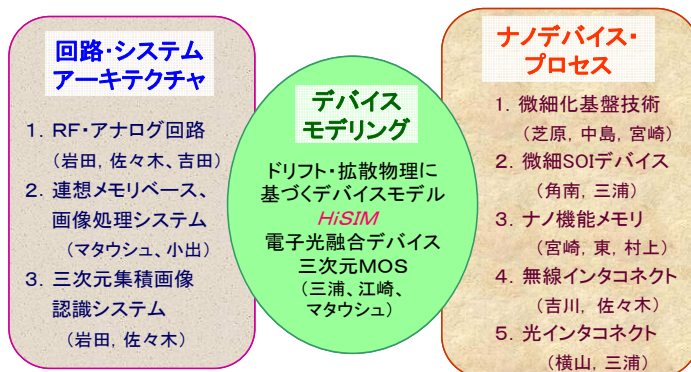 回路・システム
アーキテクチャ
1. RF・アナログ回路
(岩田, 佐々木、吉田)
2. 連想メモリベース、
画像処理システム
(マタウシュ、小出)
3. 三次元集積画像
認識システム
(岩田, 佐々木)
デバイス
モデリング
ドリフト・拡散物理に
基づくデバイスモデル
HiSIM
電子光融合デバイス
三次元MOS
(三浦、江崎、
マタウシュ)
ナノデバイス・
プロセス
1. 微細化基盤技術
(芝原, 中島, 宮崎)
2. 微細SOIデバイス
(角南, 三浦)
3. ナノ機能メモリ
(宮崎, 東, 村上)
4. 無線インタコネクト
(吉川, 佐々木)
5. 光インタコネクト
(横山, 三浦)